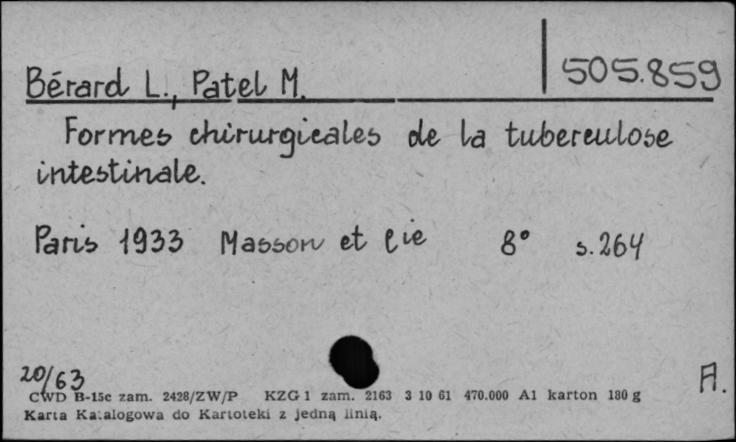 505.859
Bérard L., Patel M.
Formes chirurgicales de la tuberculose
intestinale.
Paris 1933 Masson et Cie 8° s.264
20/63
A.
CWD B-15c zam. 2428/ZW/P KZG 1 zam. 2163 3 10 61 470.000 A1 karton 180 g
Karta Katalogowa do Kartoteki z jedną linią.